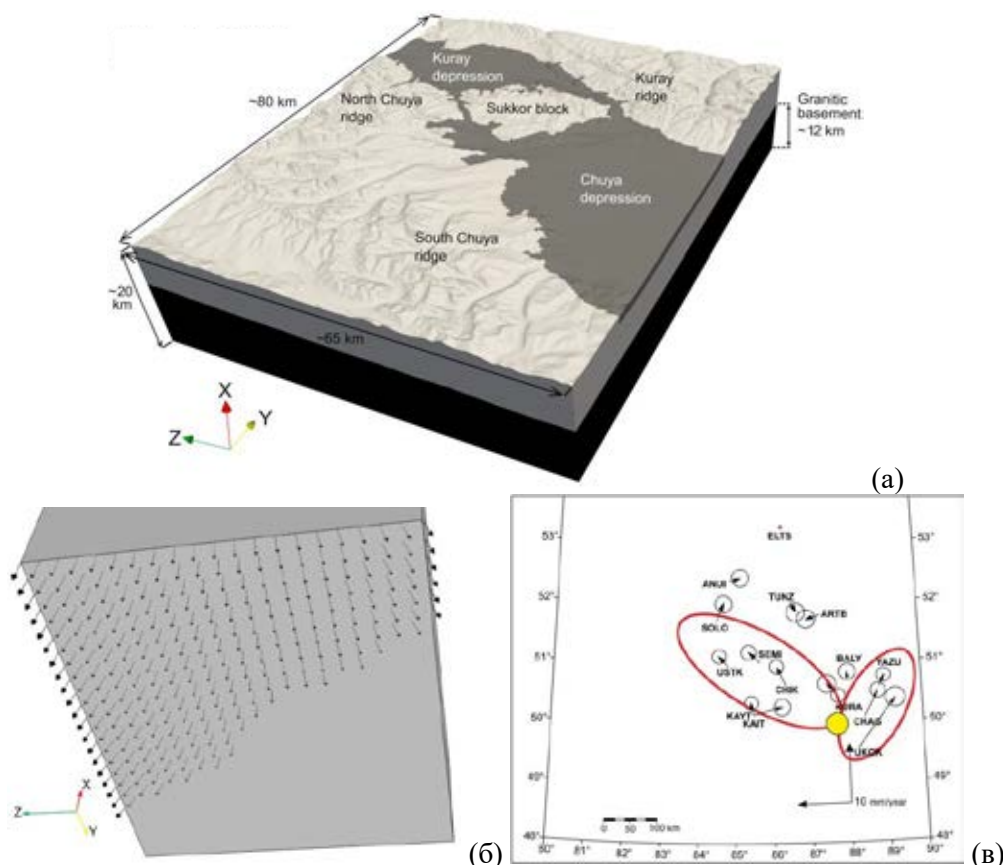 Kuray
depression
Kuray
ridge
~80 km
North Chuya
ridge
Sukkor block
Granitic
basement
~12 km
Chuya
depression
South Chuya
ridge
~20
km
~65 km
X
Y
Z
(а)
X
Z
Y
(б)
53°
53°
ELTS
ANUI
52°
TUNZ
52°
ARTB
SOLO
51°
SEMI
BALY
YAZU
51°
USTK
CHIK
KURA
50°
KAYT
KAIT
CHAG
50°
UKOK
49°
49°
10 mm/year
0 50 100 km
48°
48°
80° 81° 82° 83° 84° 85° 86° 87° 88° 89° 90°
(в)